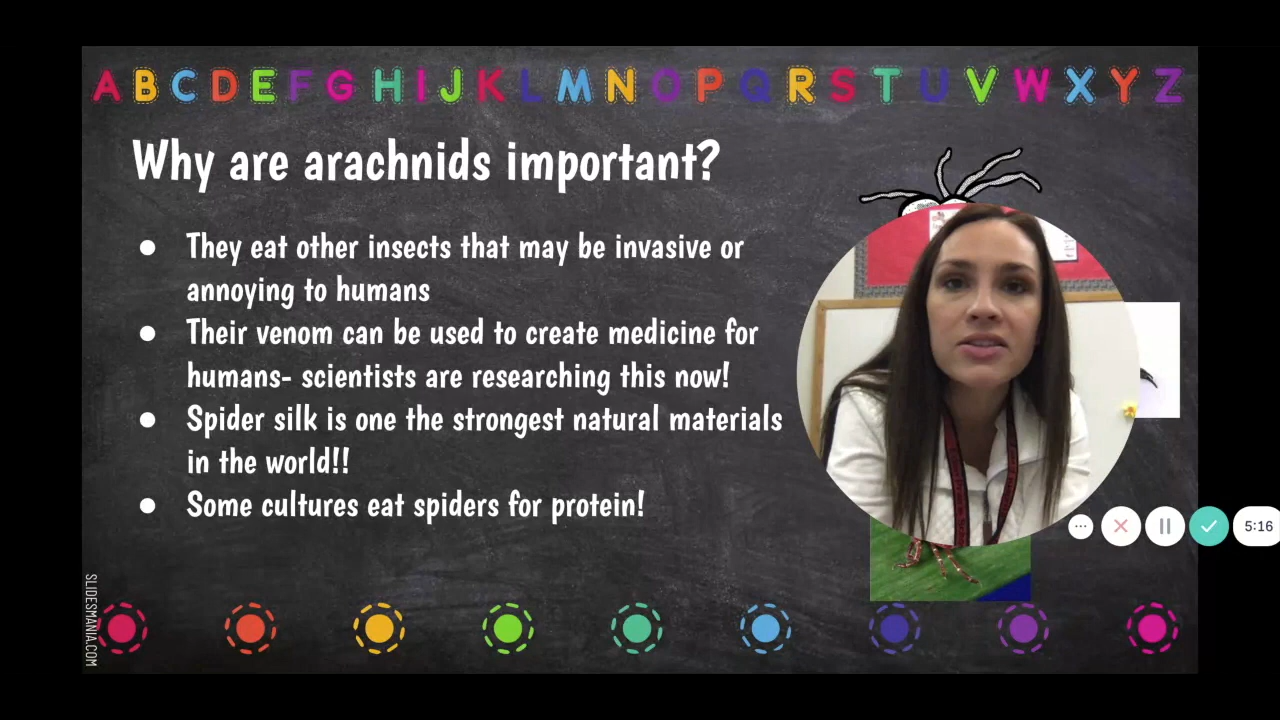 A B C D E F G H I J K L M N O P Q R S T U V W X Y Z
Why are arachnids important?
● They eat other insects that may be invasive or
annoying to humans
● Their venom can be used to create medicine for
humans- scientists are researching this now!
● Spider silk is one the strongest natural materials
in the world!!
● Some cultures eat spiders for protein!
5:16
SLIDESMANIA.COM